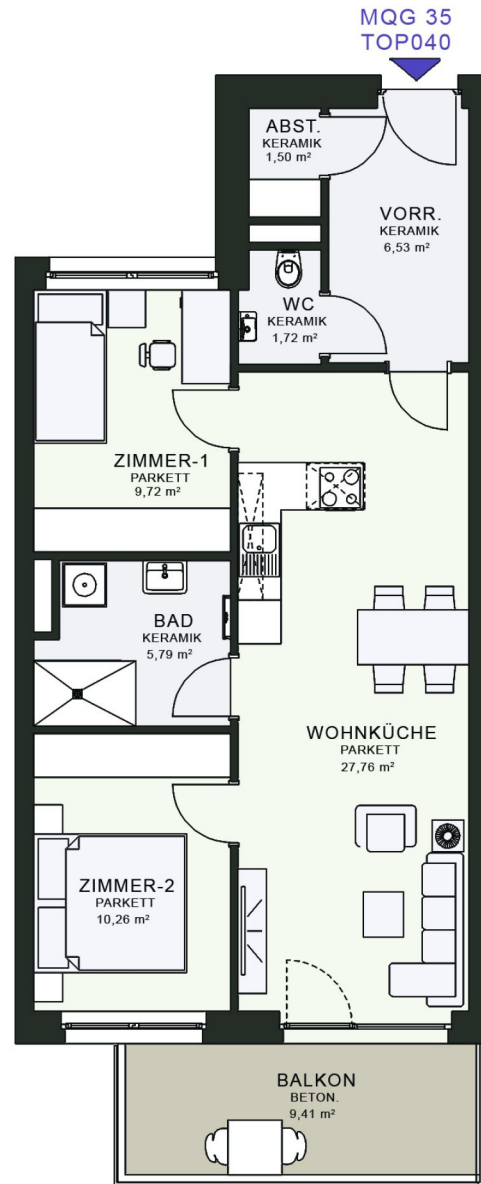 MQG 35
TOP040
ABST.
KERAMIK
1,50 m²
VORR.
KERAMIK
6,53 m²
WC
KERAMIK
1,72 m²
ZIMMER-1
PARKETT
9,72 m²
BAD
KERAMIK
5,79 m²
WOHNKÜCHE
PARKETT
27,76 m²
ZIMMER-2
PARKETT
10,26 m²
BALKON
BETON.
9,41 m²